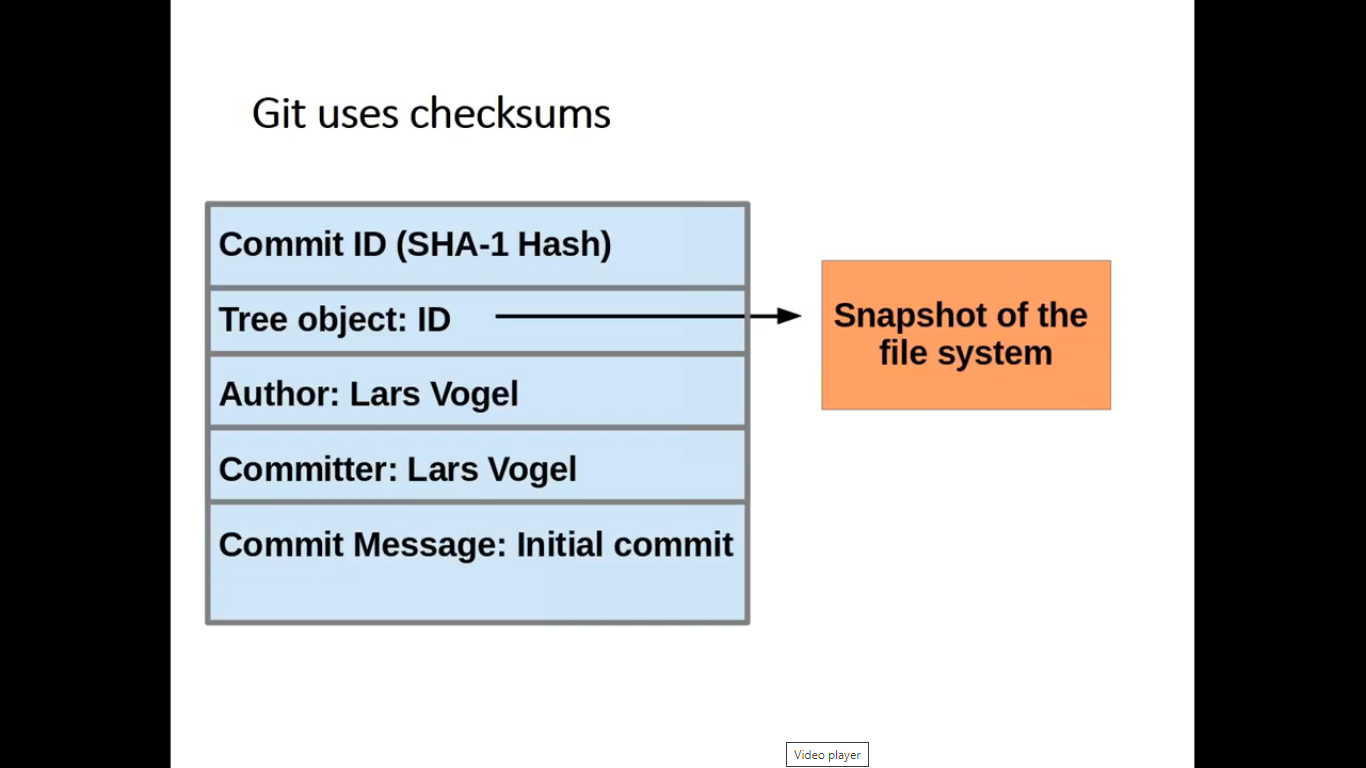 Git uses checksums
Commit ID (SHA-1 Hash)
Tree object: ID
Snapshot of the
file system
Author: Lars Vogel
Committer: Lars Vogel
Commit Message: Initial commit
Video player